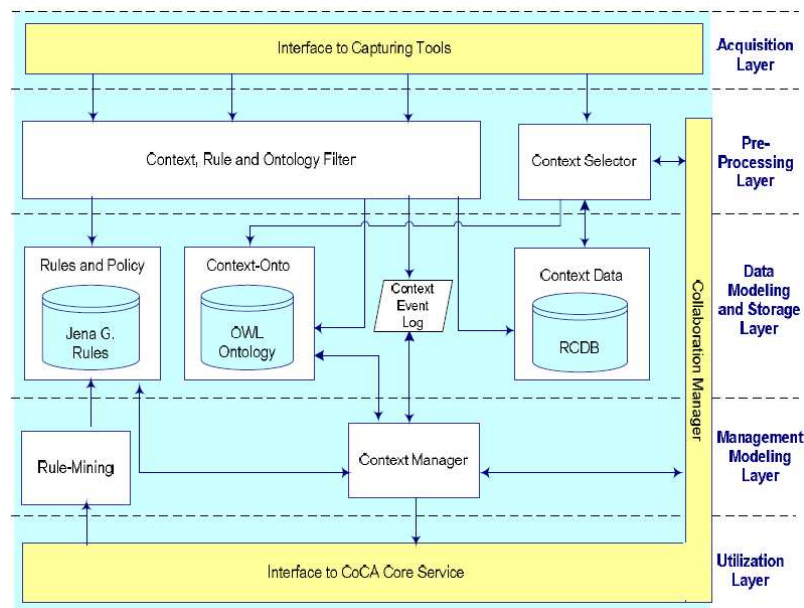 Interface to Capturing Tools
Acquisition
Layer
Context, Rule and Ontology Filter
Context Selector
Pre-
Processing
Layer
Rules and Policy
Jena G.
Rules
Context-Onto
OWL
Ontology
Context
Event
Log
Context Data
RCDB
Collaboration Manager
Data
Modeling
and Storage
Layer
Rule-Mining
Context Manager
Management
Modeling
Layer
Interface to CoCA Core Service
Utilization
Layer